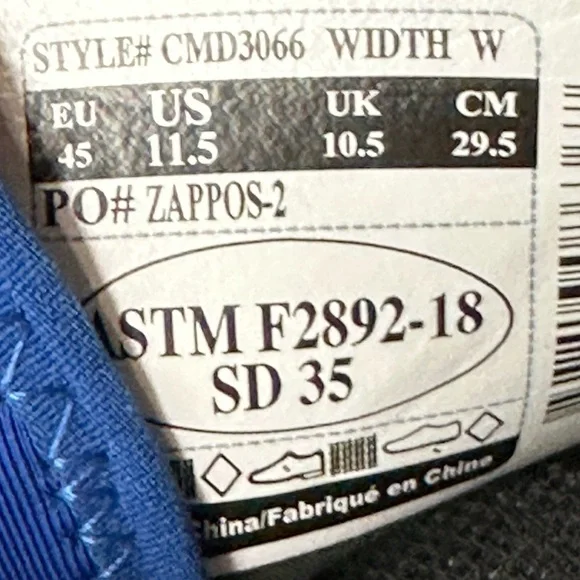 STYLE# CMD3066 WIDTH W
EU US UK CM
45 11.5 10.5 29.5
PO# ZAPPOS-2
ASTM F2892-18
SD 35
China/Fabriqué en Chine